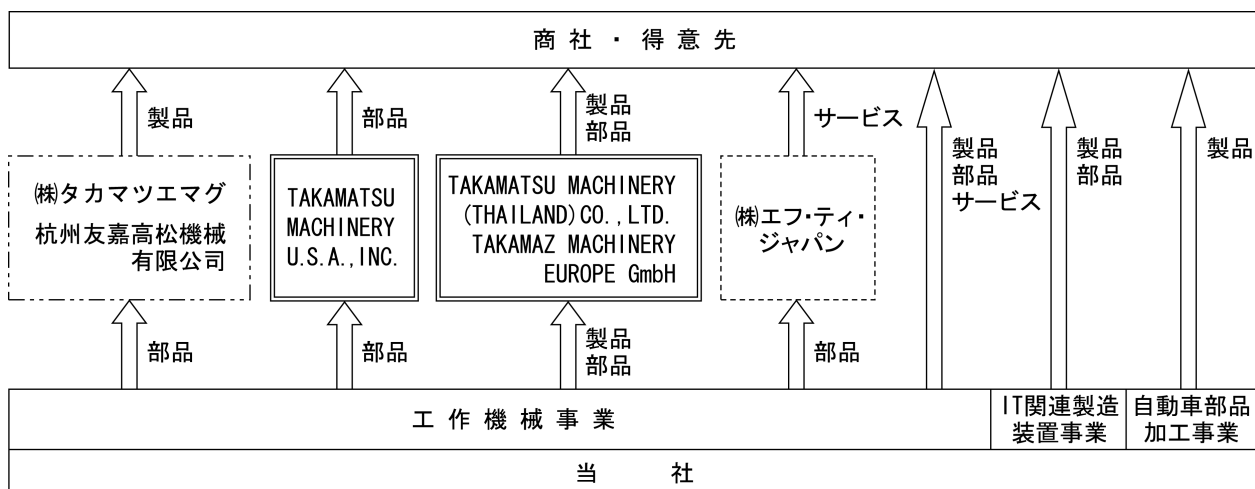 商社・得意先
製品
部品
製品
部品
サービス
製品
部品
サービス
製品
部品
製品
㈱タカマツエマグ
杭州友嘉高松機械
有限公司
TAKAMATSU
MACHINERY
U.S.A.,INC.
TAKAMATSU MACHINERY
(THAILAND)CO.,LTD.
TAKAMAZ MACHINERY
EUROPE GmbH
㈱エフ・ティ・
ジャパン
部品
部品
製品
部品
部品
工作機械事業
IT関連製造
装置事業
自動車部品
加工事業
当社